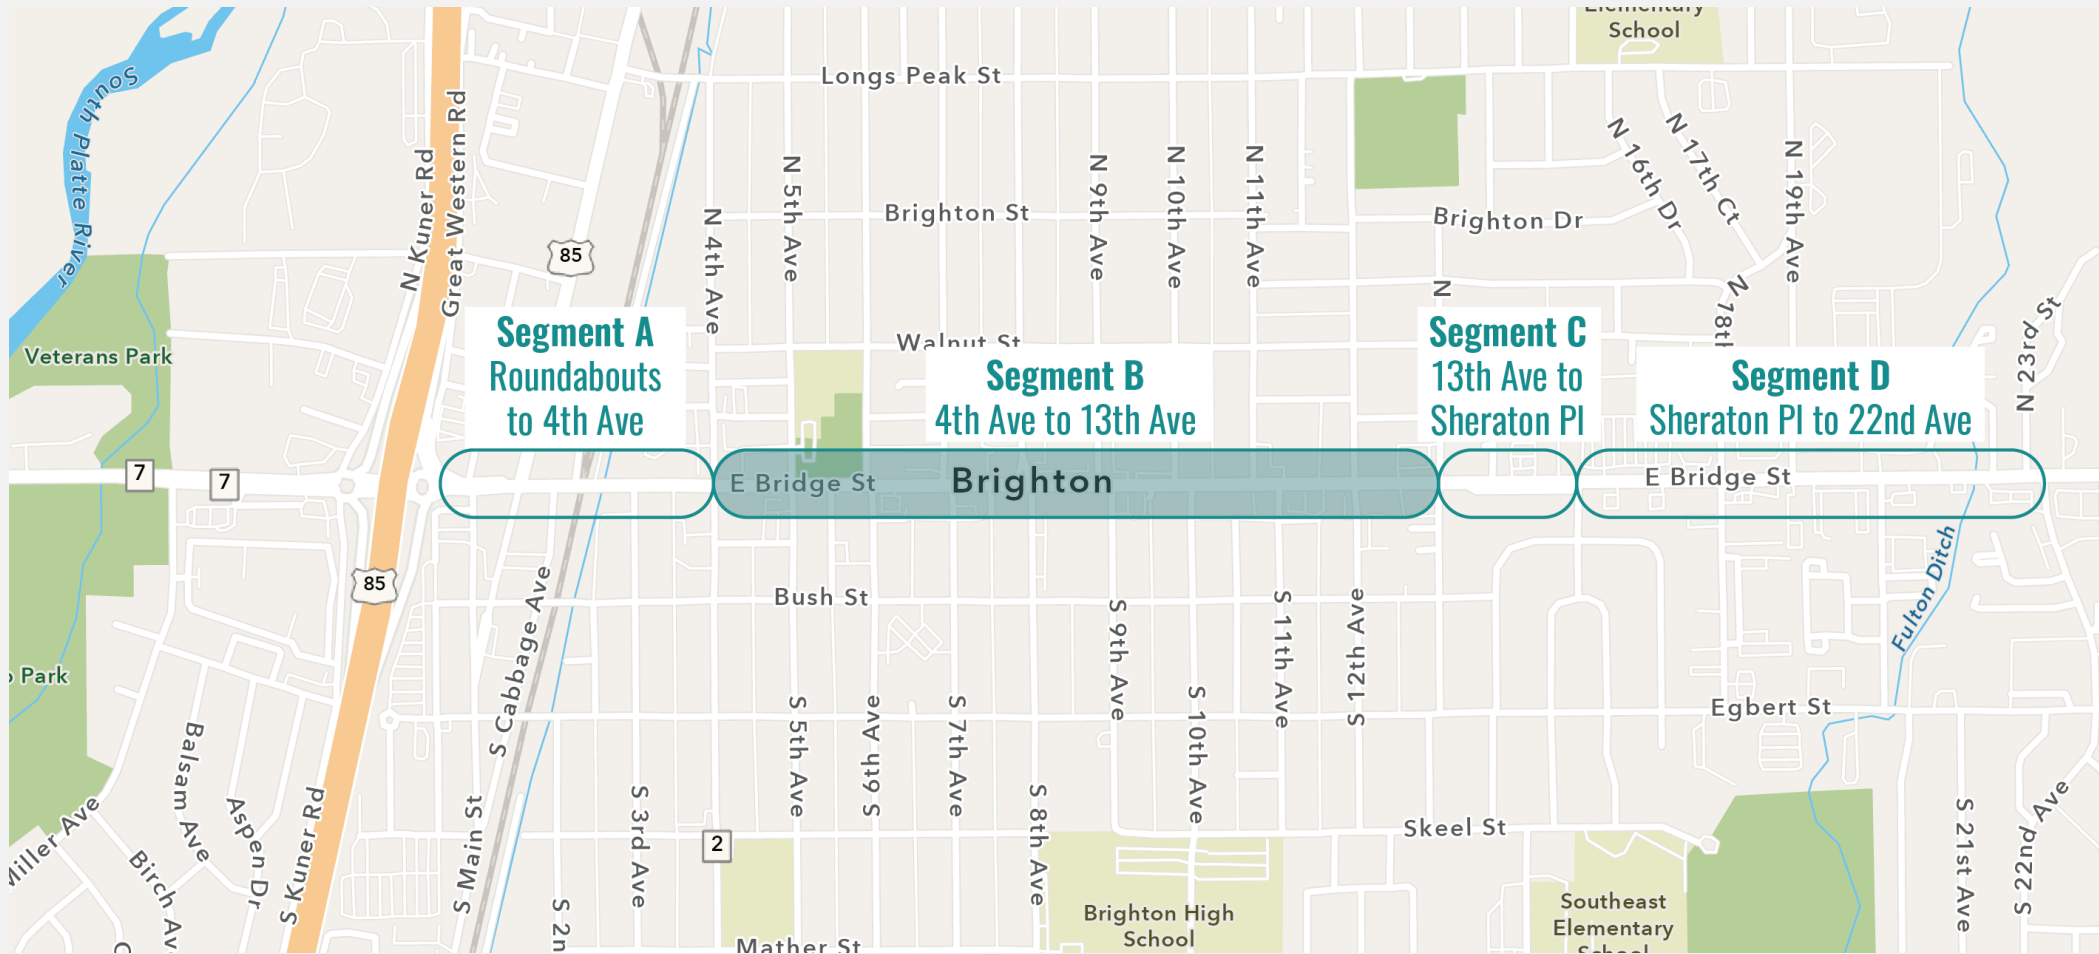 Elementary
School
South Platte River
Longs Peak St
N Kuner Rd
Great Western Rd
N 4th Ave
N 5th Ave
N 9th Ave
N 10th Ave
N 11th Ave
N 16th Dr
N 17th Ct
N 19th Ave
Brighton St
Brighton Dr
85
N
N 18th
N 23rd St
Veterans Park
Walnut St
Segment A
Roundabouts
to 4th Ave
Segment B
4th Ave to 13th Ave
Segment C
13th Ave to
Sheraton Pl
Segment D
Sheraton Pl to 22nd Ave
7
7
E Bridge St
Brighton
E Bridge St
85
Bush St
Fulton Ditch
S Cabbage Ave
S 9th Ave
S 11th Ave
S 12th Ave
Park
Egbert St
Balsam Ave
Aspen Dr
S Kuner Rd
S Main St
S 3rd Ave
S 5th Ave
S 6th Ave
S 7th Ave
S 8th Ave
S 10th Ave
S 21st Ave
S 22nd Ave
Miller Ave
Birch Av
2
Skeel St
S 2n
Brighton High
School
Southeast
Elementary
School
Mather St